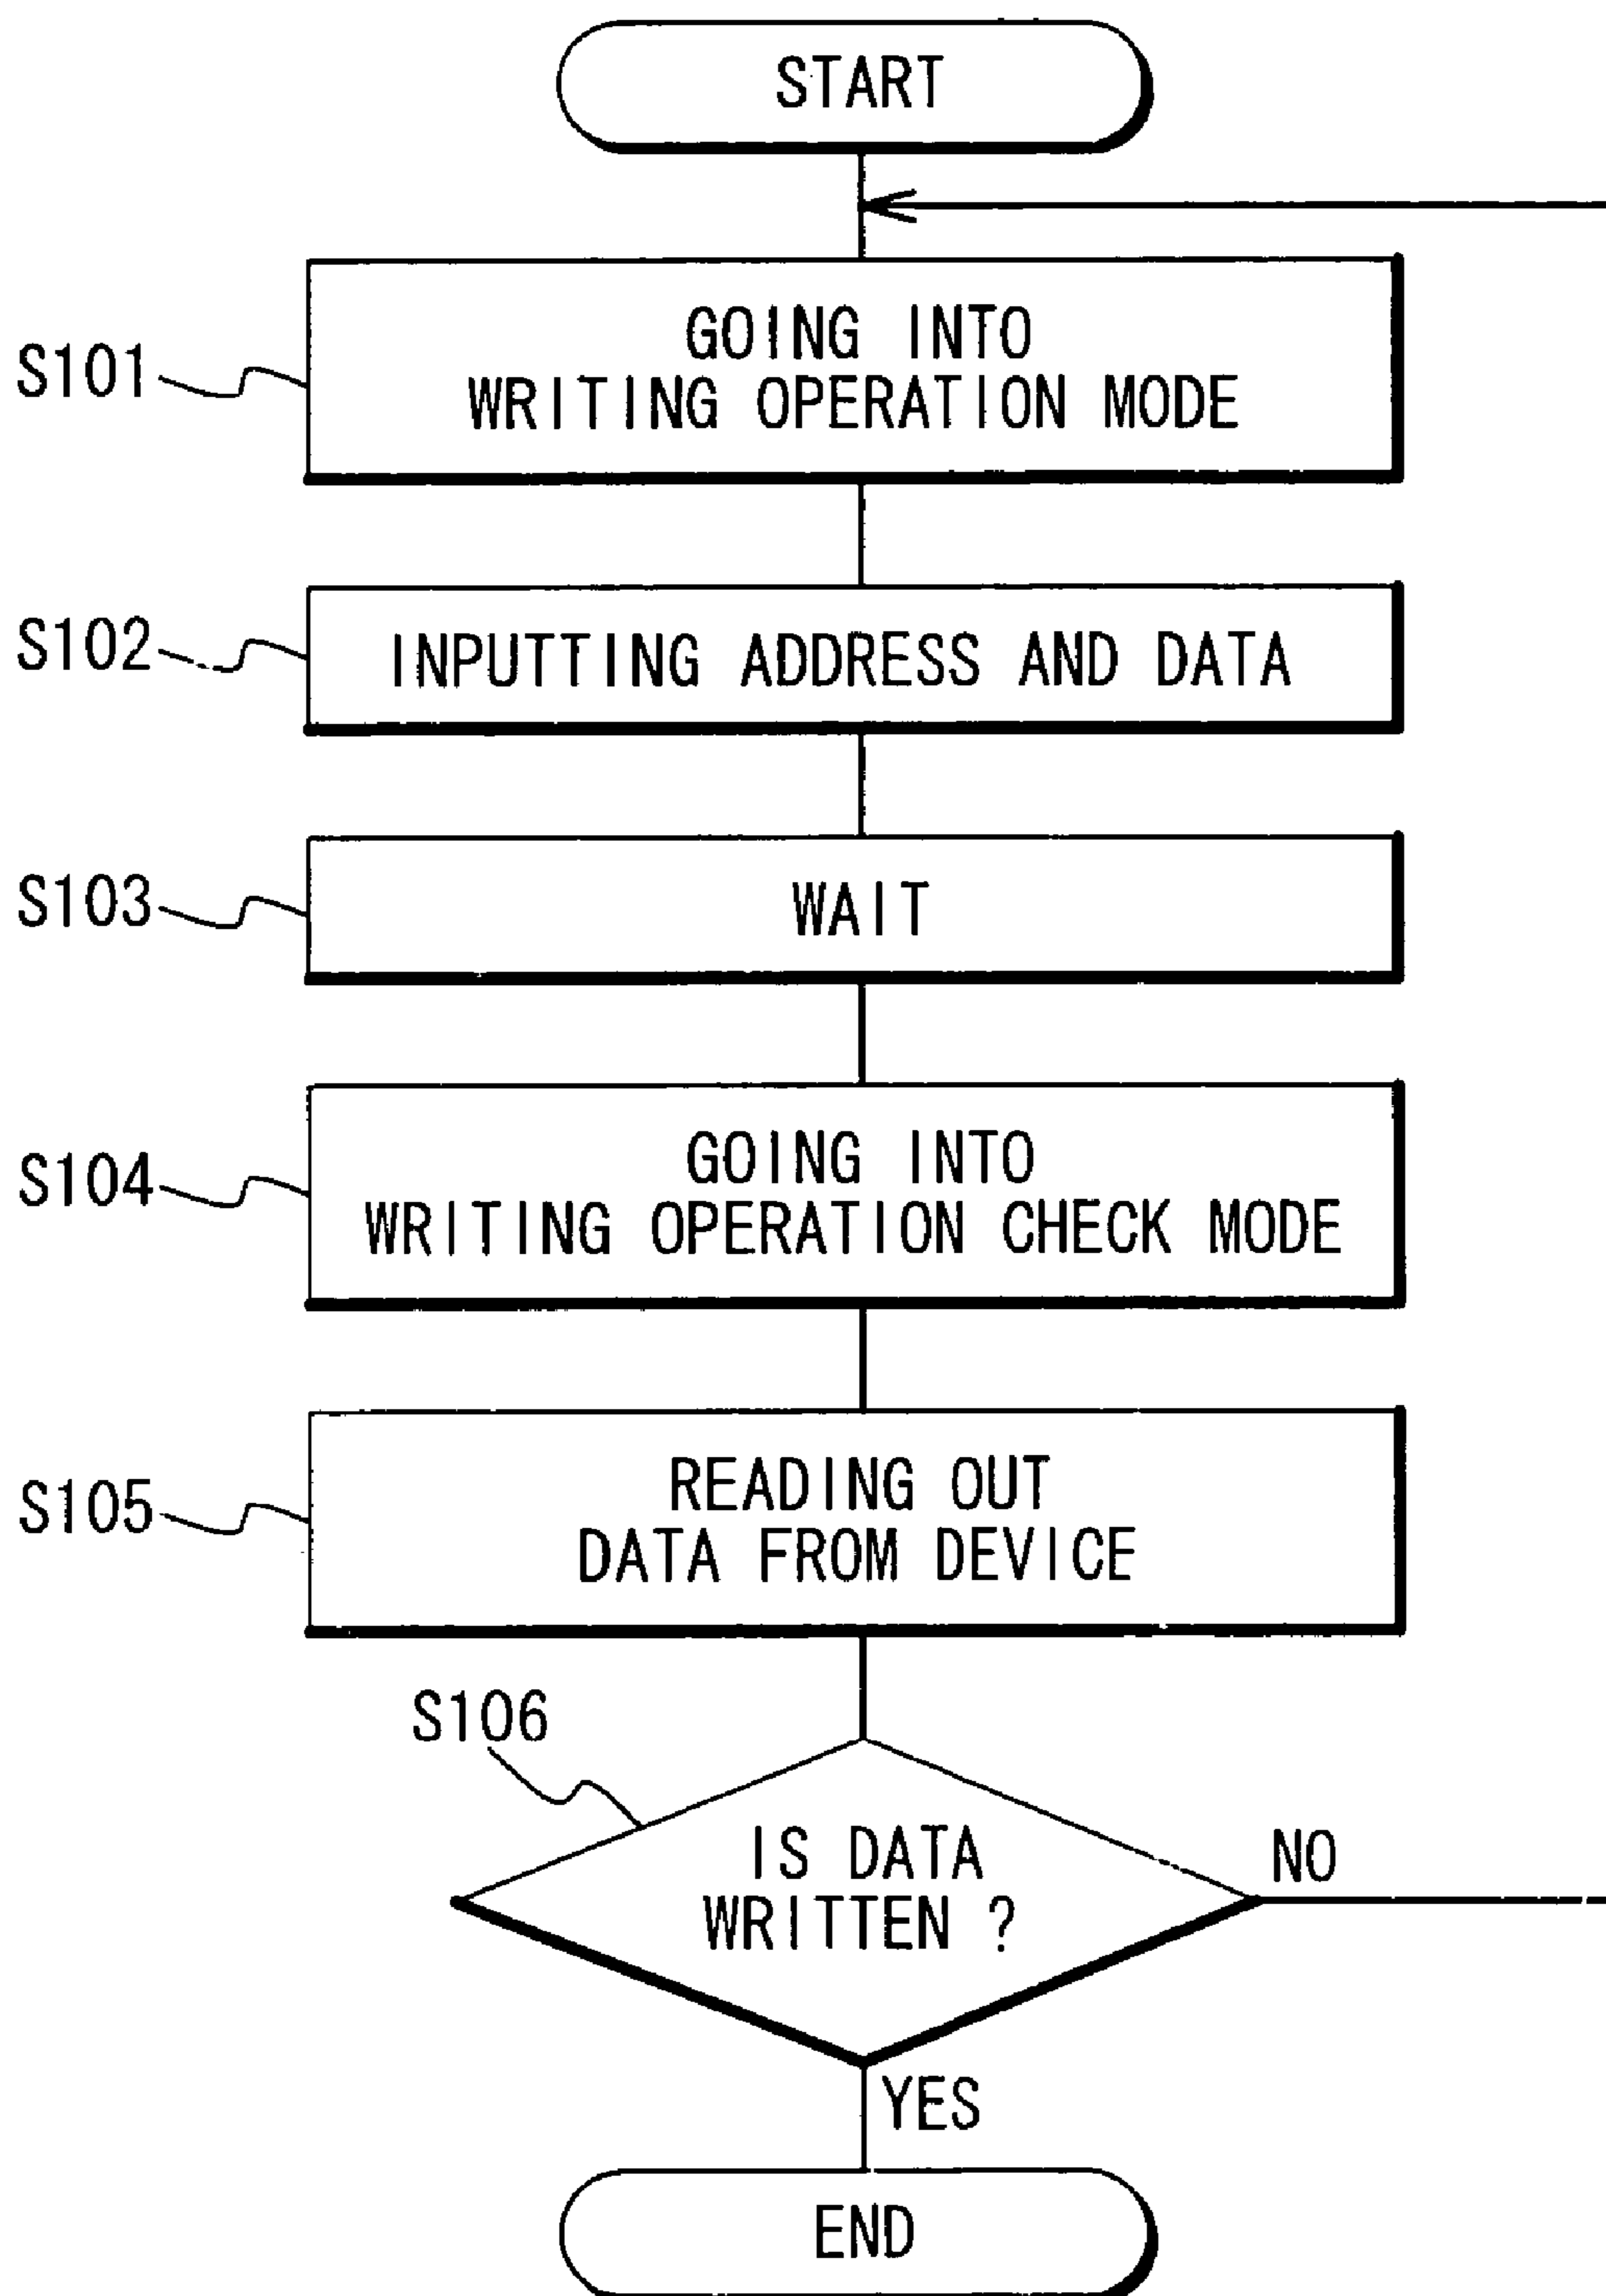 START
S101
GOING INTO
WRITING OPERATION MODE
S102
INPUTTING ADDRESS AND DATA
S103
WAIT
S104
GOING INTO
WRITING OPERATION CHECK MODE
S105
READING OUT
DATA FROM DEVICE
S106
IS DATA
WRITTEN ?
NO
YES
END